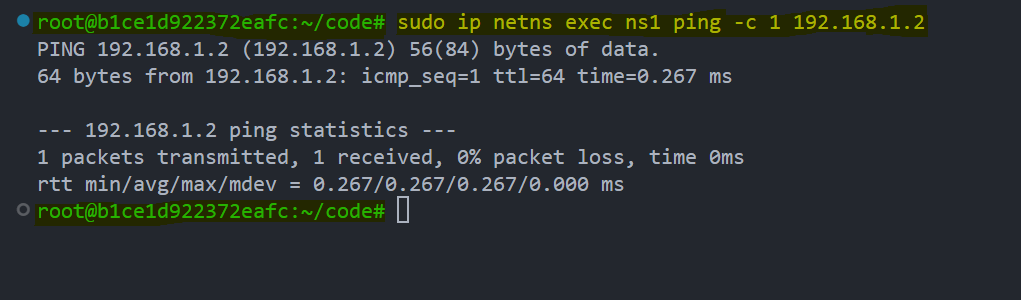 root@b1ce1d922372eafc:~/code# sudo ip netns exec ns1 ping -c 1 192.168.1.2
PING 192.168.1.2 (192.168.1.2) 56(84) bytes of data.
64 bytes from 192.168.1.2: icmp_seq=1 ttl=64 time=0.267 ms
--- 192.168.1.2 ping statistics ---
1 packets transmitted, 1 received, 0% packet loss, time 0ms
rtt min/avg/max/mdev = 0.267/0.267/0.267/0.000 ms
root@b1ce1d922372eafc:~/code#